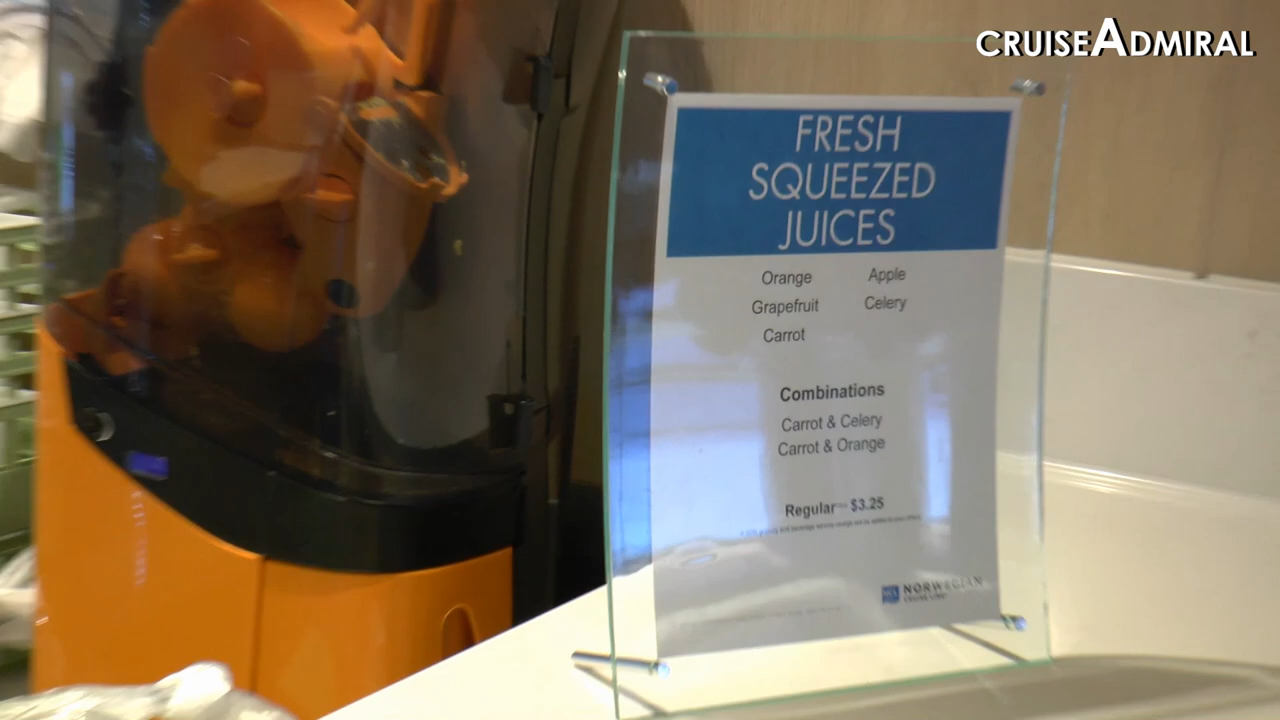 CRUISEADMIRAL
FRESH
SQUEEZED
JUICES
Orange Apple
Grapefruit Celery
Carrot
Combinations
Carrot & Celery
Carrot & Orange
Regular $3.25
NORWEGIAN
CRUISE LINE